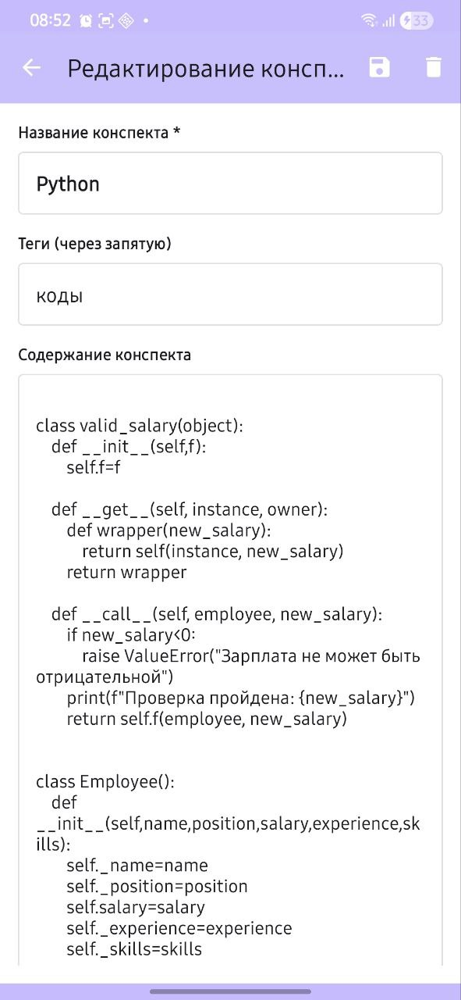 08:52
33
Редактирование консп...
Название конспекта *
Python
Теги (через запятую)
коды
Содержание конспекта
class valid_salary(object):
def __init__(self,f):
self.f=f
def __get__(self, instance, owner):
def wrapper(new_salary):
return self(instance, new_salary)
return wrapper
def __call__(self, employee, new_salary):
if new_salary<0:
raise ValueError("Зарплата не может быть
отрицательной")
print(f"Проверка пройдена: {new_salary}")
return self.f(employee, new_salary)
class Employee():
def
__init__(self,name,position,salary,experience,sk
ills):
self._name=name
self._position=position
self.salary=salary
self._experience=experience
self._skills=skills